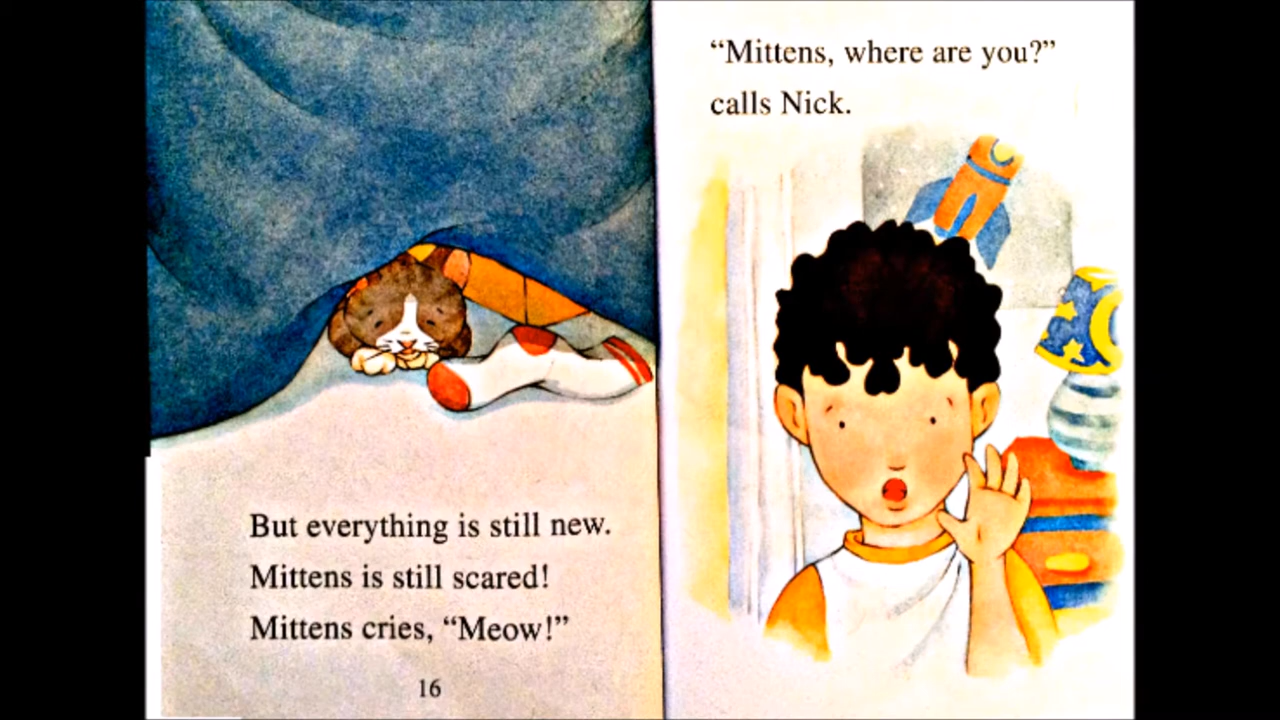 But everything is still new.
Mittens is still scared!
Mittens cries, “Meow!”
16
“Mittens, where are you?”
calls Nick.